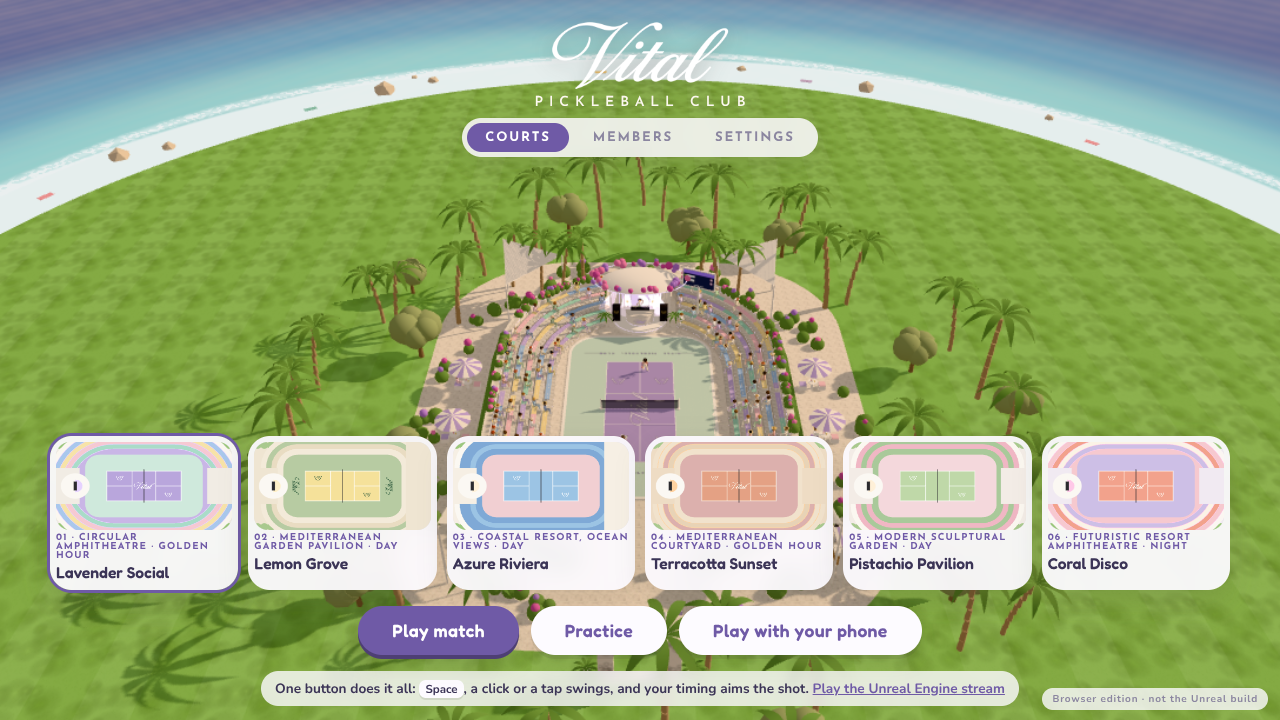 Vital
PICKLEBALL CLUB
COURTS MEMBERS SETTINGS
01 · CIRCULAR
AMPHITHEATRE · GOLDEN
HOUR
Lavender Social
02 · MEDITERRANEAN
GARDEN PAVILION · DAY
Lemon Grove
03 · COASTAL RESORT, OCEAN
VIEWS · DAY
Azure Riviera
04 · MEDITERRANEAN
COURTYARD · GOLDEN HOUR
Terracotta Sunset
05 · MODERN SCULPTURAL
GARDEN · DAY
Pistachio Pavilion
06 · FUTURISTIC RESORT
AMPHITHEATRE · NIGHT
Coral Disco
Play match
Practice
Play with your phone
One button does it all: Space, a click or a tap swings, and your timing aims the shot. Play the Unreal Engine stream
Browser edition · not the Unreal build